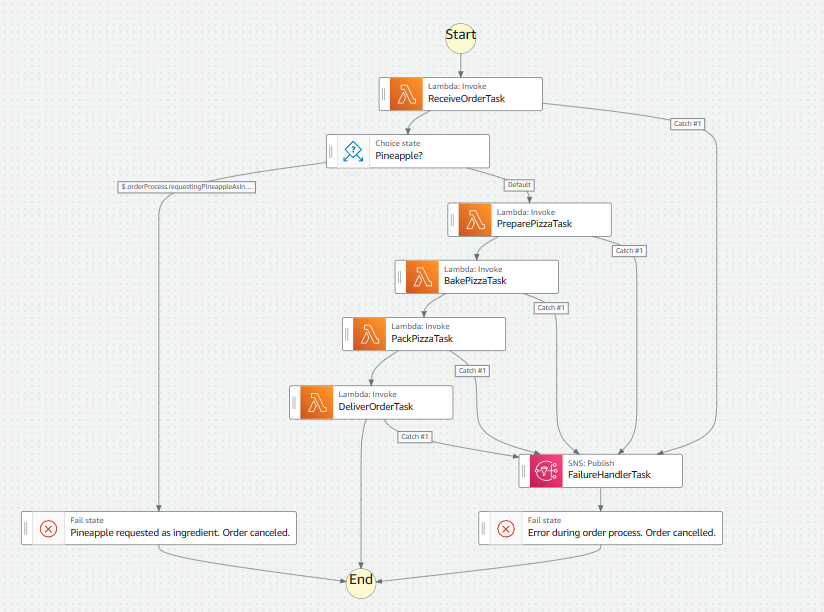 Start
Lambda: Invoke
ReceiveOrderTask
Catch #1
Choice state
Pineapple?
$.orderProcess.requestingPineappleAsIn...
Default
Lambda: Invoke
PreparePizzaTask
Catch #1
Lambda: Invoke
BakePizzaTask
Catch #1
Lambda: Invoke
PackPizzaTask
Catch #1
Lambda: Invoke
DeliverOrderTask
Catch #1
SNS: Publish
FailureHandlerTask
Fail state
Pineapple requested as ingredient. Order canceled.
Fail state
Error during order process. Order cancelled.
End